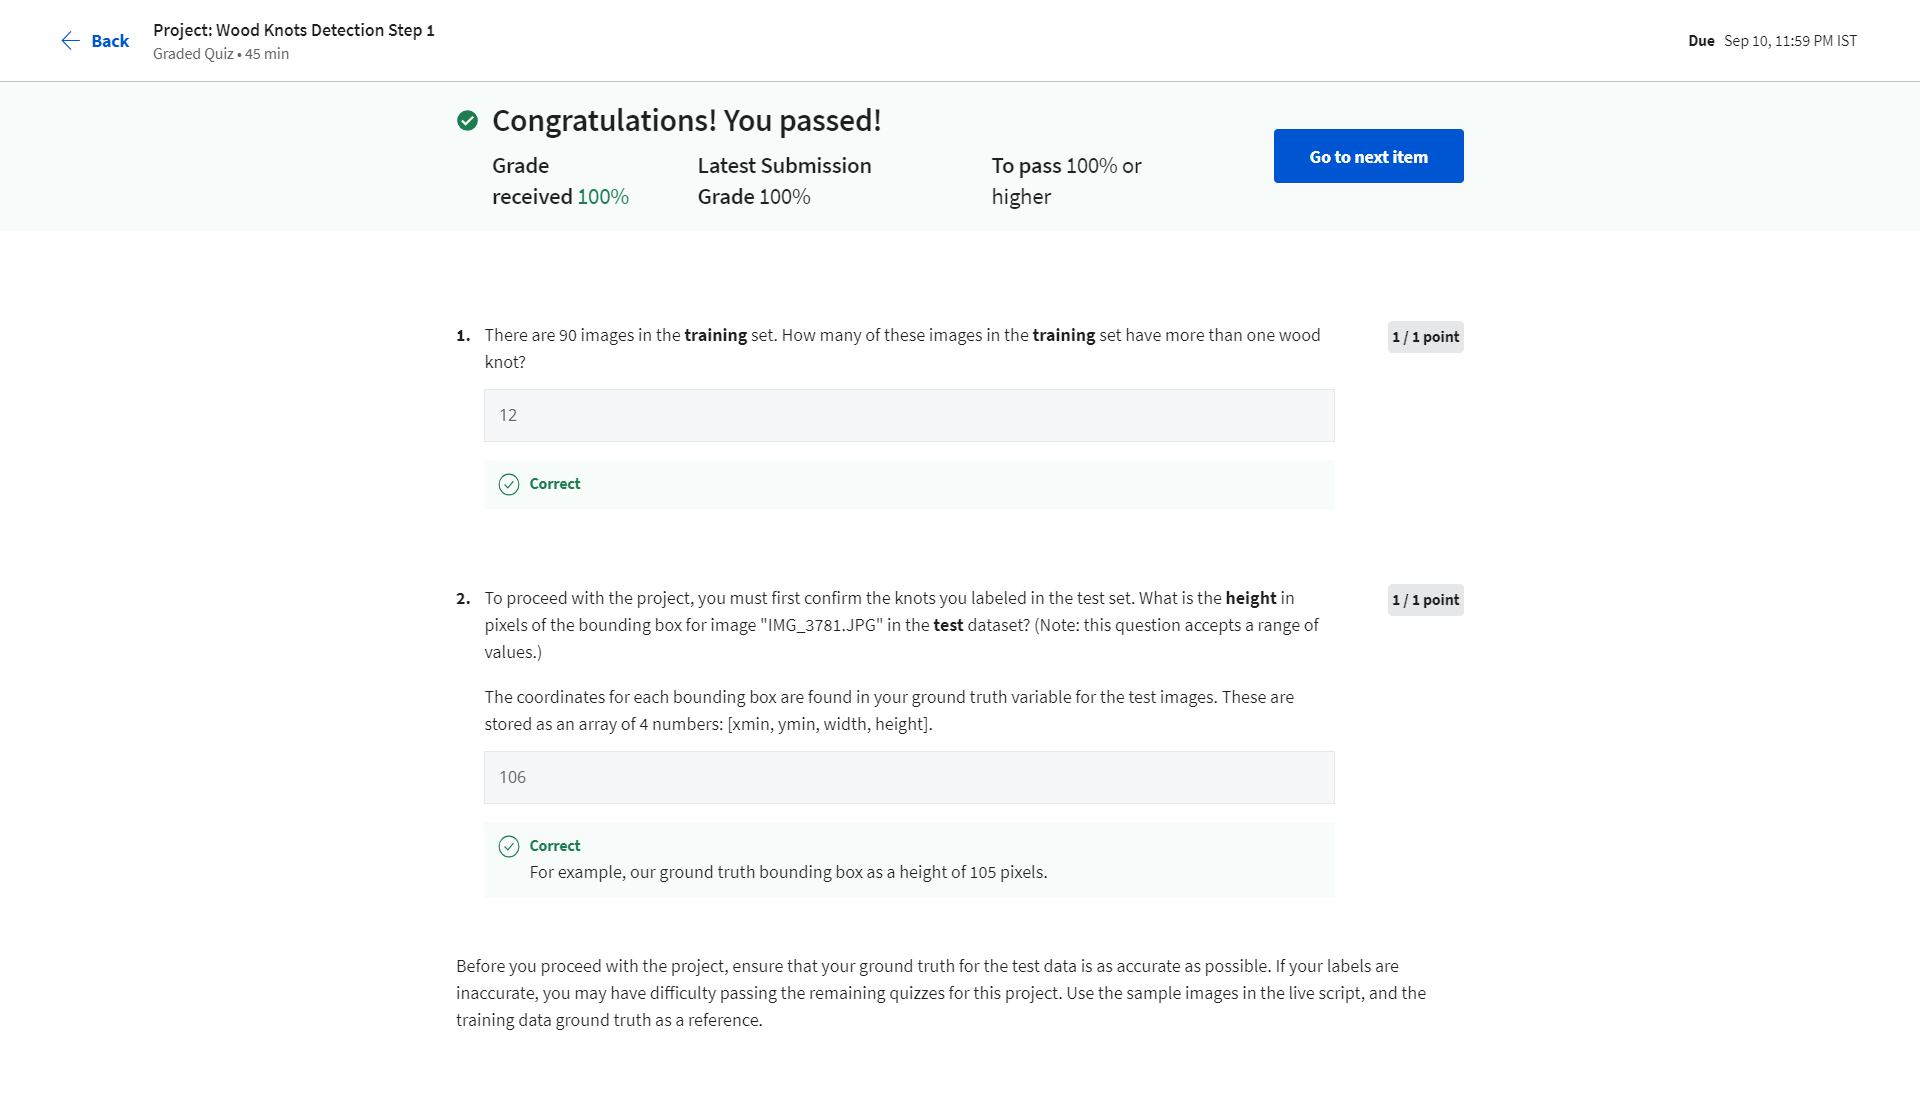 Back
Project: Wood Knots Detection Step 1
Graded Quiz • 45 min
Due Sep 10, 11:59 PM IST
Congratulations! You passed!
Grade
received 100%
Latest Submission
Grade 100%
To pass 100% or
higher
Go to next item
1. There are 90 images in the training set. How many of these images in the training set have more than one wood
knot?
1 / 1 point
12
Correct
2. To proceed with the project, you must first confirm the knots you labeled in the test set. What is the height in
pixels of the bounding box for image "IMG_3781.JPG" in the test dataset? (Note: this question accepts a range of
values.)
1 / 1 point
The coordinates for each bounding box are found in your ground truth variable for the test images. These are
stored as an array of 4 numbers: [xmin, ymin, width, height].
106
Correct
For example, our ground truth bounding box as a height of 105 pixels.
Before you proceed with the project, ensure that your ground truth for the test data is as accurate as possible. If your labels are
inaccurate, you may have difficulty passing the remaining quizzes for this project. Use the sample images in the live script, and the
training data ground truth as a reference.